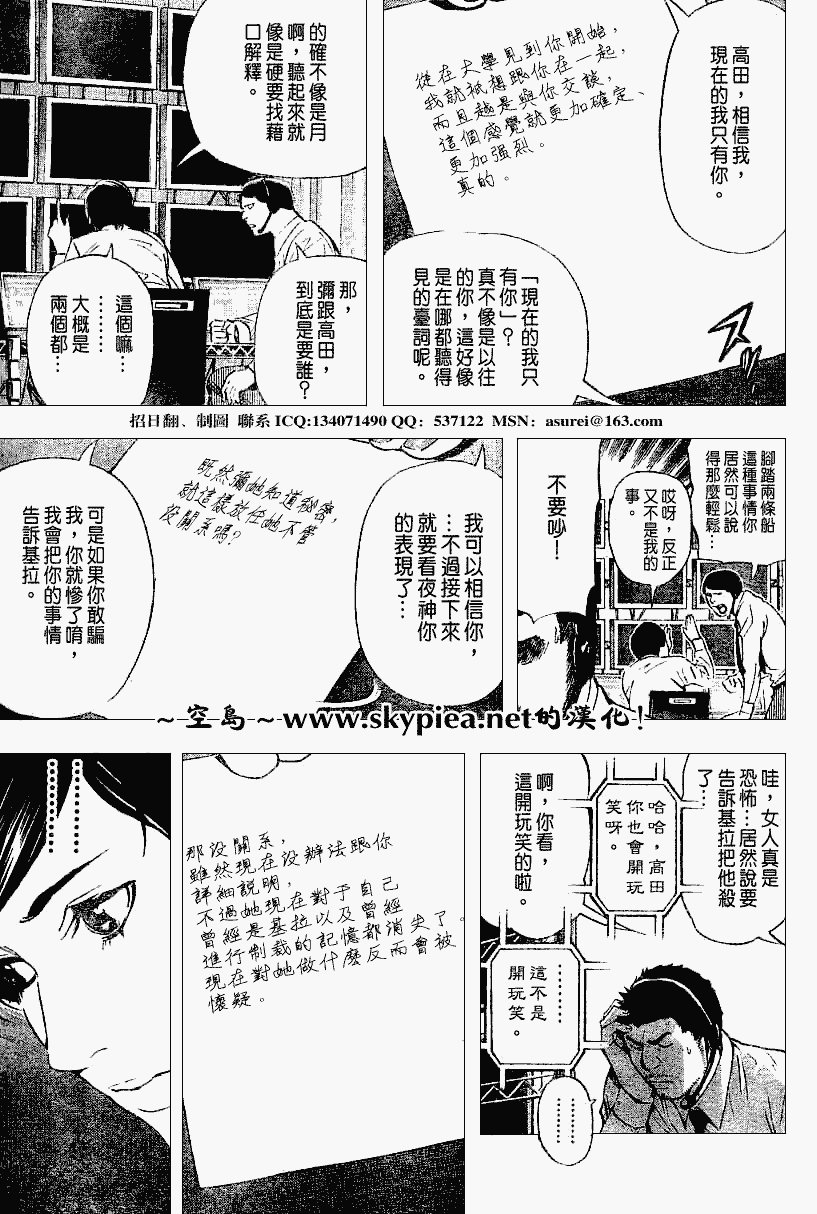 高田，相信我，
現在的我只有你。
從在大學見到你開始，
我就衹想跟你在一起，
而且越是與你交談，
這個感覺就更加確定、
更加强烈。
真的。
「現在的我只
有你」？
真不像是以往
的你，這好像
是在哪都聽得
見的臺詞呢。
的確不像是月
啊，聽起來就
像是硬要找藉
口解釋。
那，
彌跟高田，
到底是要誰？
這個嘛…
………
大概是
兩個都…
招日翻、制圖 聯系ICQ:134071490 QQ：537122 MSN：asurei@163.com
腳踏兩條船
這種事情你
居然可以說
得那麼輕鬆…
哎呀，反正
又不是我的
事。
不要吵！
我可以相信你，
…不過接下來
就要看夜神你
的表現了…
既然彌她知道秘密，
就這樣放任她不管
没關系嗎？
可是如果你敢騙
我，你就慘了唷，
我會把你的事情
告訴基拉。
~空島~www.skypiea.net的漢化！
哇，女人真是
恐怖…居然說要
告訴基拉把他殺
了…
哈哈，高田
你也會開玩
笑呀。
啊，你看，
這開玩笑的啦。
………
這不是
開玩笑。
………
那没關系，
雖然現在没辦法跟你
詳細説明，
不過她現在對于自己
曾經是基拉以及曾經
進行制裁的記憶都消失了。
現在對她做什麽反而會被
懷疑。
………
………